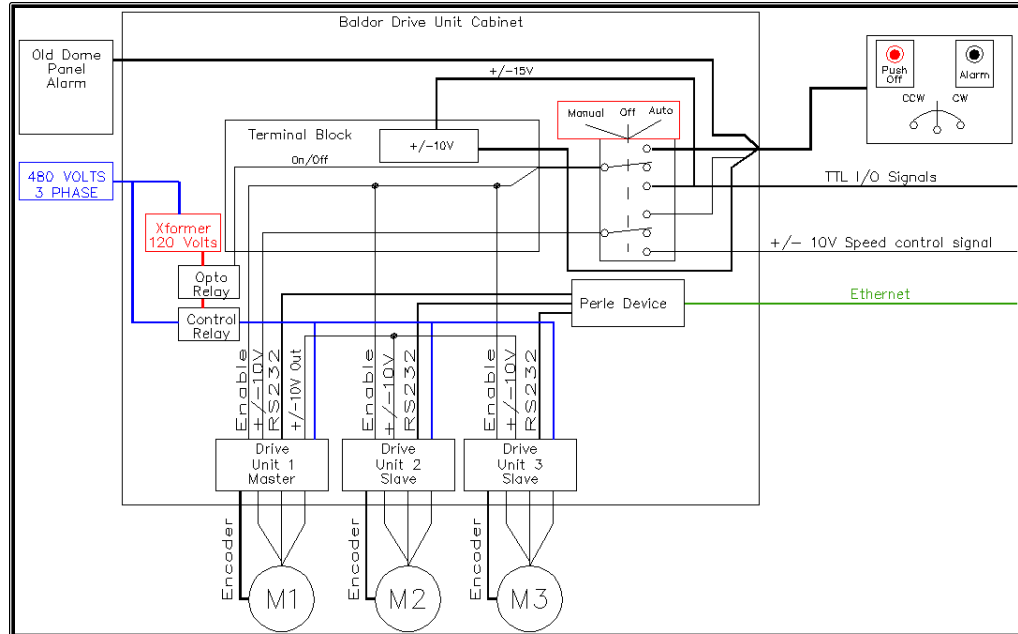 Baldor Drive Unit Cabinet
Old Dome
Panel
Alarm
+/-15V
Push
Off
Alarm
CCW
CW
Manual
Off
Auto
Terminal Block
+/-10V
On/Off
480 VOLTS
3 PHASE
TTL I/O Signals
Xformer
120 Volts
+/- 10V Speed control signal
Opto
Relay
Ethernet
Perle Device
Control
Relay
Enable
+/-10V
RS232
+/-10V Out
Enable
+/-10V
RS232
Enable
+/-10V
RS232
Drive
Unit 1
Master
Drive
Unit 2
Slave
Drive
Unit 3
Slave
Encoder
Encoder
Encoder
M1
M2
M3